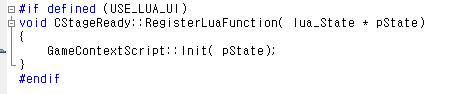 #if defined (USE_LUA_UI)
void CStageReady::RegisterLuaFunction( lua_State * pState)
{
    GameContextScript::Init( pState);
}
#endif